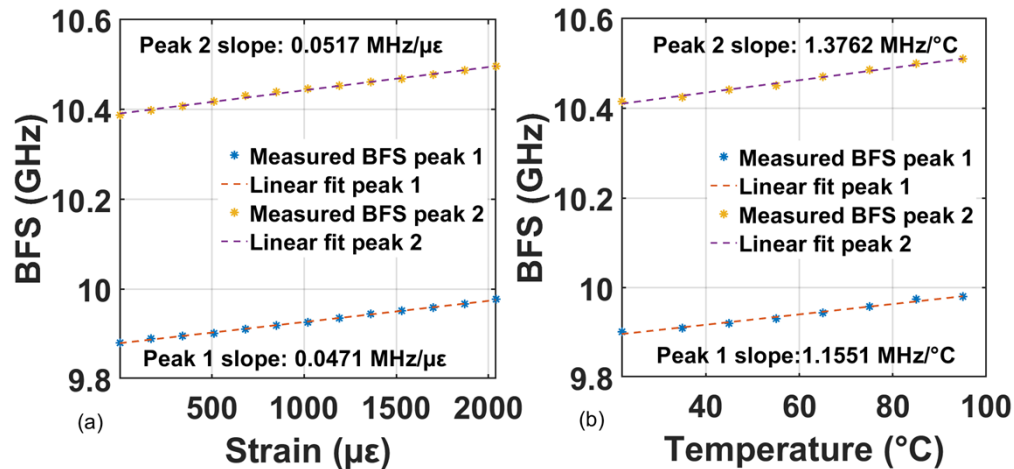 10.6
10.4
10.2
10
9.8
BFS (GHz)
Peak 2 slope: 0.0517 MHz/με
Measured BFS peak 1
Linear fit peak 1
Measured BFS peak 2
Linear fit peak 2
Peak 1 slope: 0.0471 MHz/με
500
1000
1500
2000
(a)
Strain (με)
10.6
10.4
10.2
10
9.8
BFS (GHz)
Peak 2 slope: 1.3762 MHz/°C
Measured BFS peak 1
Linear fit peak 1
Measured BFS peak 2
Linear fit peak 2
Peak 1 slope:1.1551 MHz/°C
40
60
80
100
(b)
Temperature (°C)